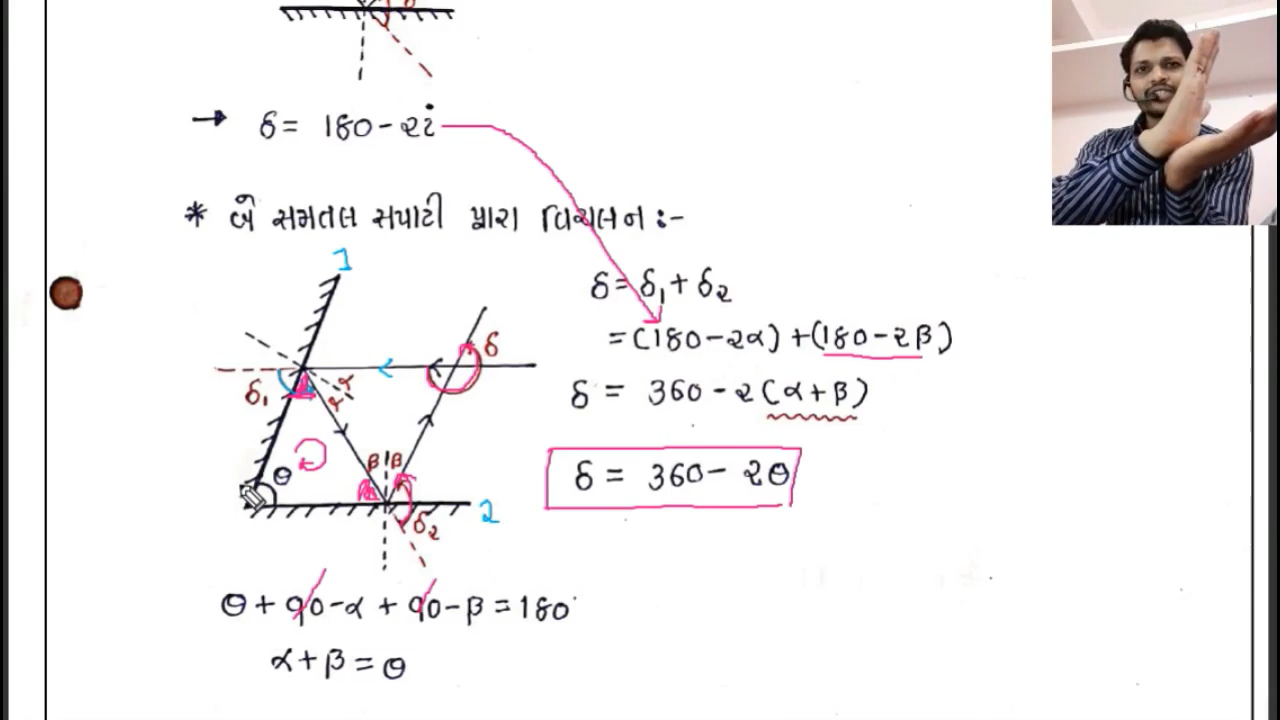 → δ = 180 - 2i
* બે સમતલ સપાટી દ્વારા વિચલન :-
1
δ = δ₁ + δ₂
= (180 - 2α) + (180 - 2β)
δ
δ₁ α
α
δ = 360 - 2 (α + β)
β β
θ
δ = 360 - 2θ
2
δ₂
θ + 90 - α + 90 - β = 180°
α + β = θ